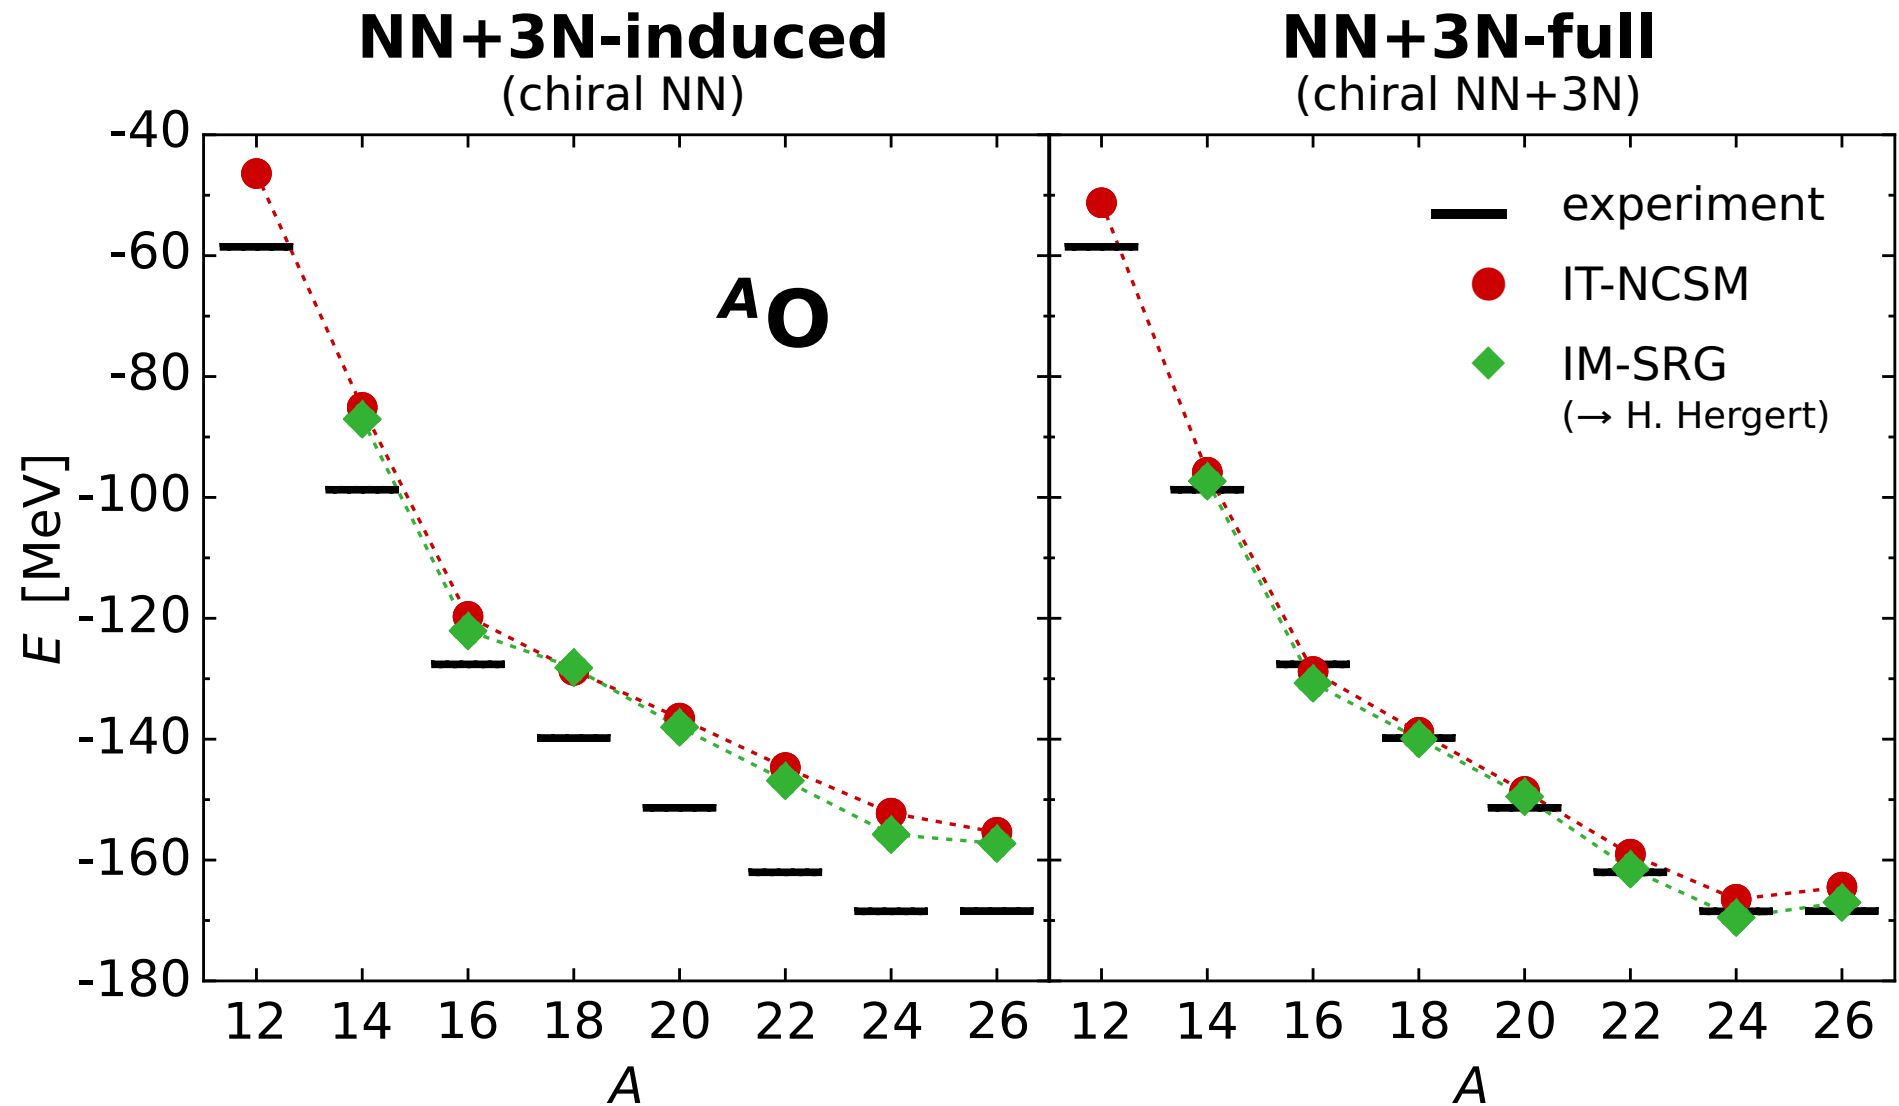 NN+3N-induced
(chiral NN)
NN+3N-full
(chiral NN+3N)
-40
-60
-80
-100
-120
-140
-160
-180
E [MeV]
AO
experiment
IT-NCSM
IM-SRG
(→ H. Hergert)
12 14 16 18 20 22 24 26
12 14 16 18 20 22 24 26
A
A